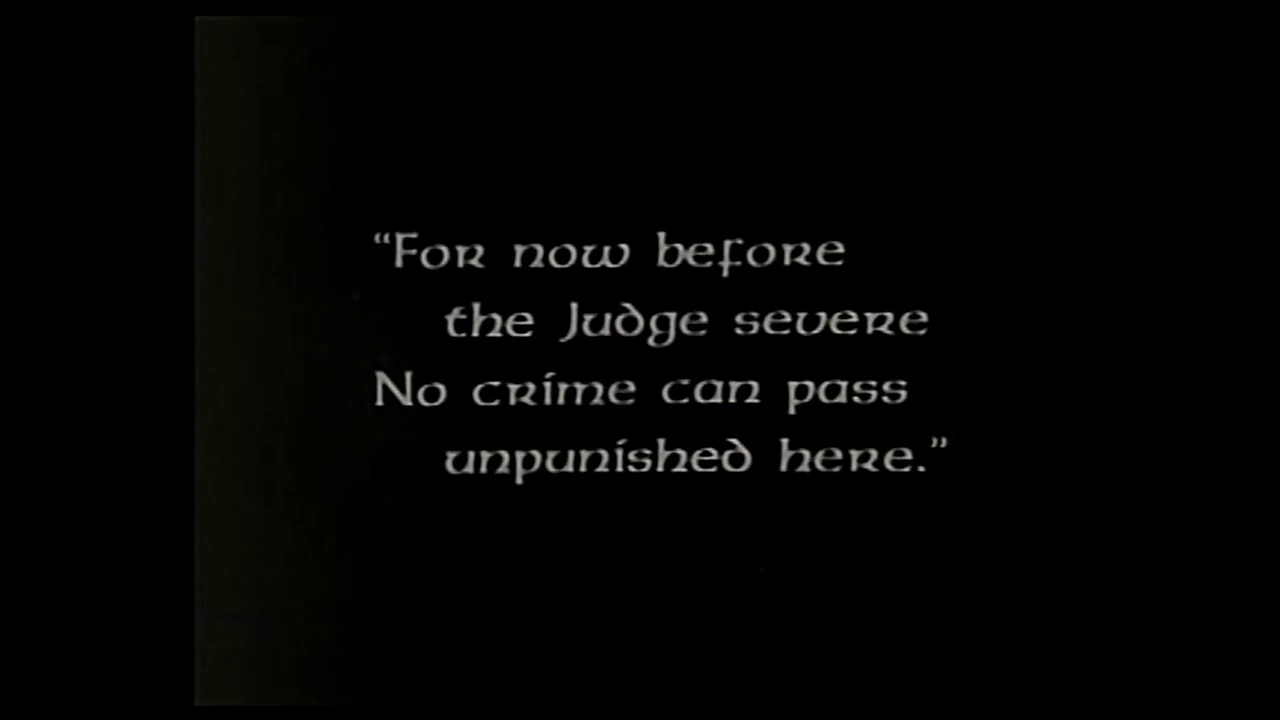 “For now before
the Judge severe
No crime can pass
unpunished here.”